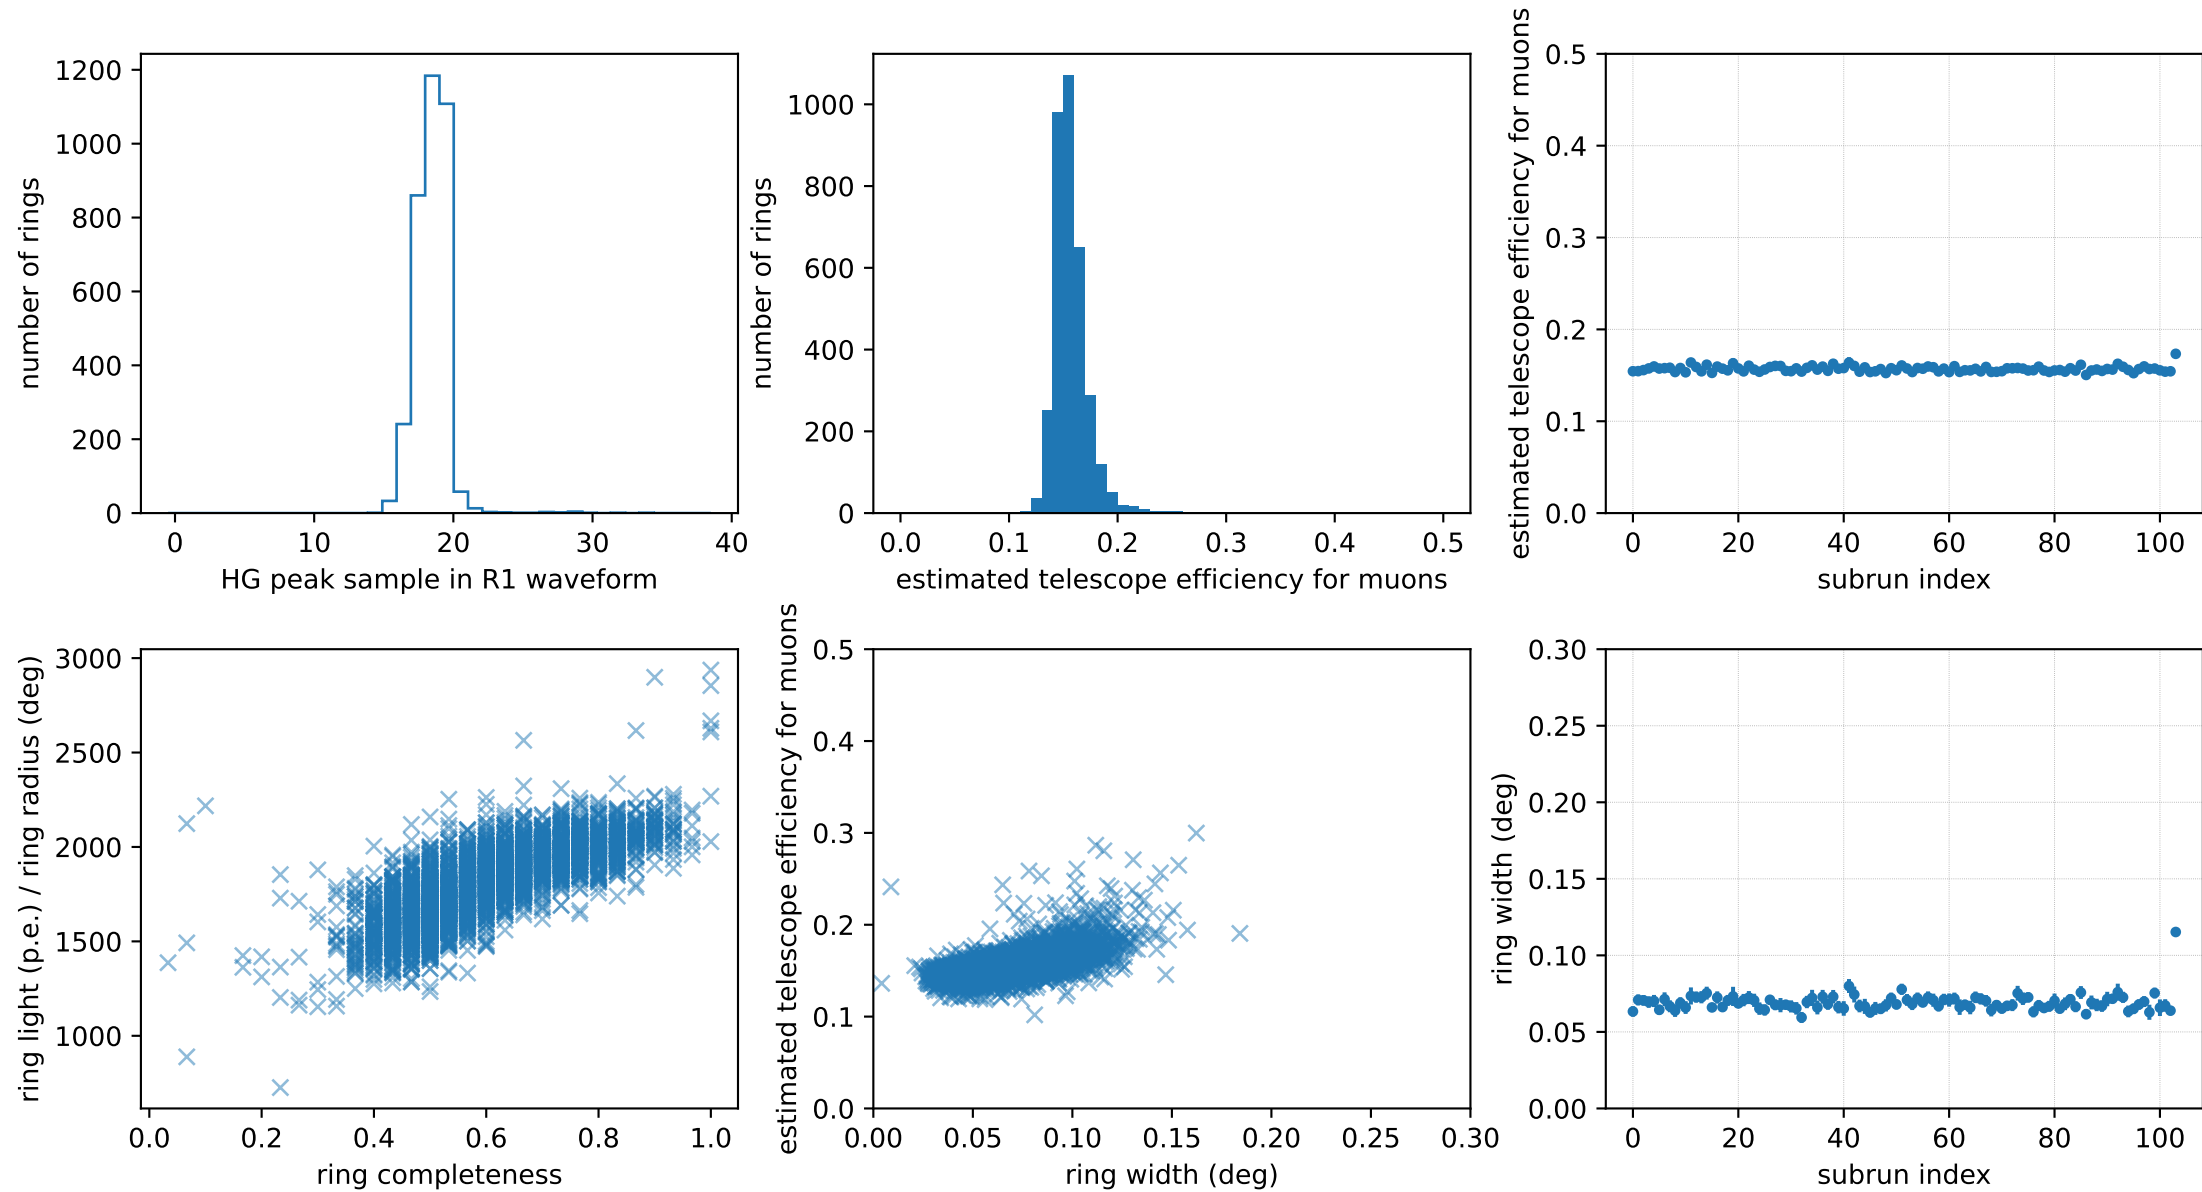 number of rings
1200
1000
800
600
400
200
0
0 10 20 30 40
HG peak sample in R1 waveform
number of rings
1000
800
600
400
200
0
0.0 0.1 0.2 0.3 0.4 0.5
estimated telescope efficiency for muons
estimated telescope efficiency for muons
0.5
0.4
0.3
0.2
0.1
0.0
0 20 40 60 80 100
subrun index
ring light (p.e.) / ring radius (deg)
3000
2500
2000
1500
1000
0.0 0.2 0.4 0.6 0.8 1.0
ring completeness
estimated telescope efficiency for muons
0.5
0.4
0.3
0.2
0.1
0.0
0.00 0.05 0.10 0.15 0.20 0.25 0.30
ring width (deg)
ring width (deg)
0.30
0.25
0.20
0.15
0.10
0.05
0.00
0 20 40 60 80 100
subrun index